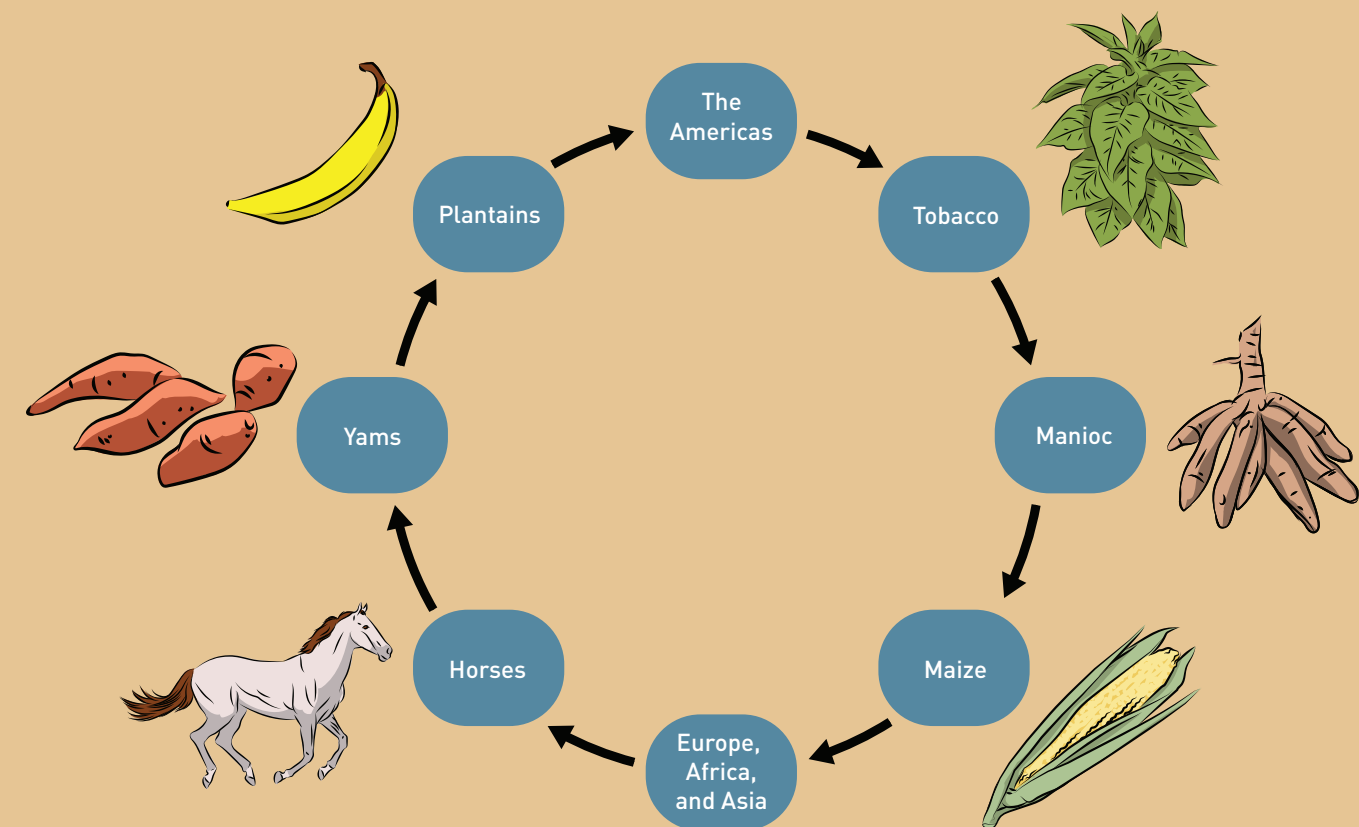 The
Americas
Tobacco
Manioc
Maize
Europe,
Africa,
and Asia
Horses
Yams
Plantains